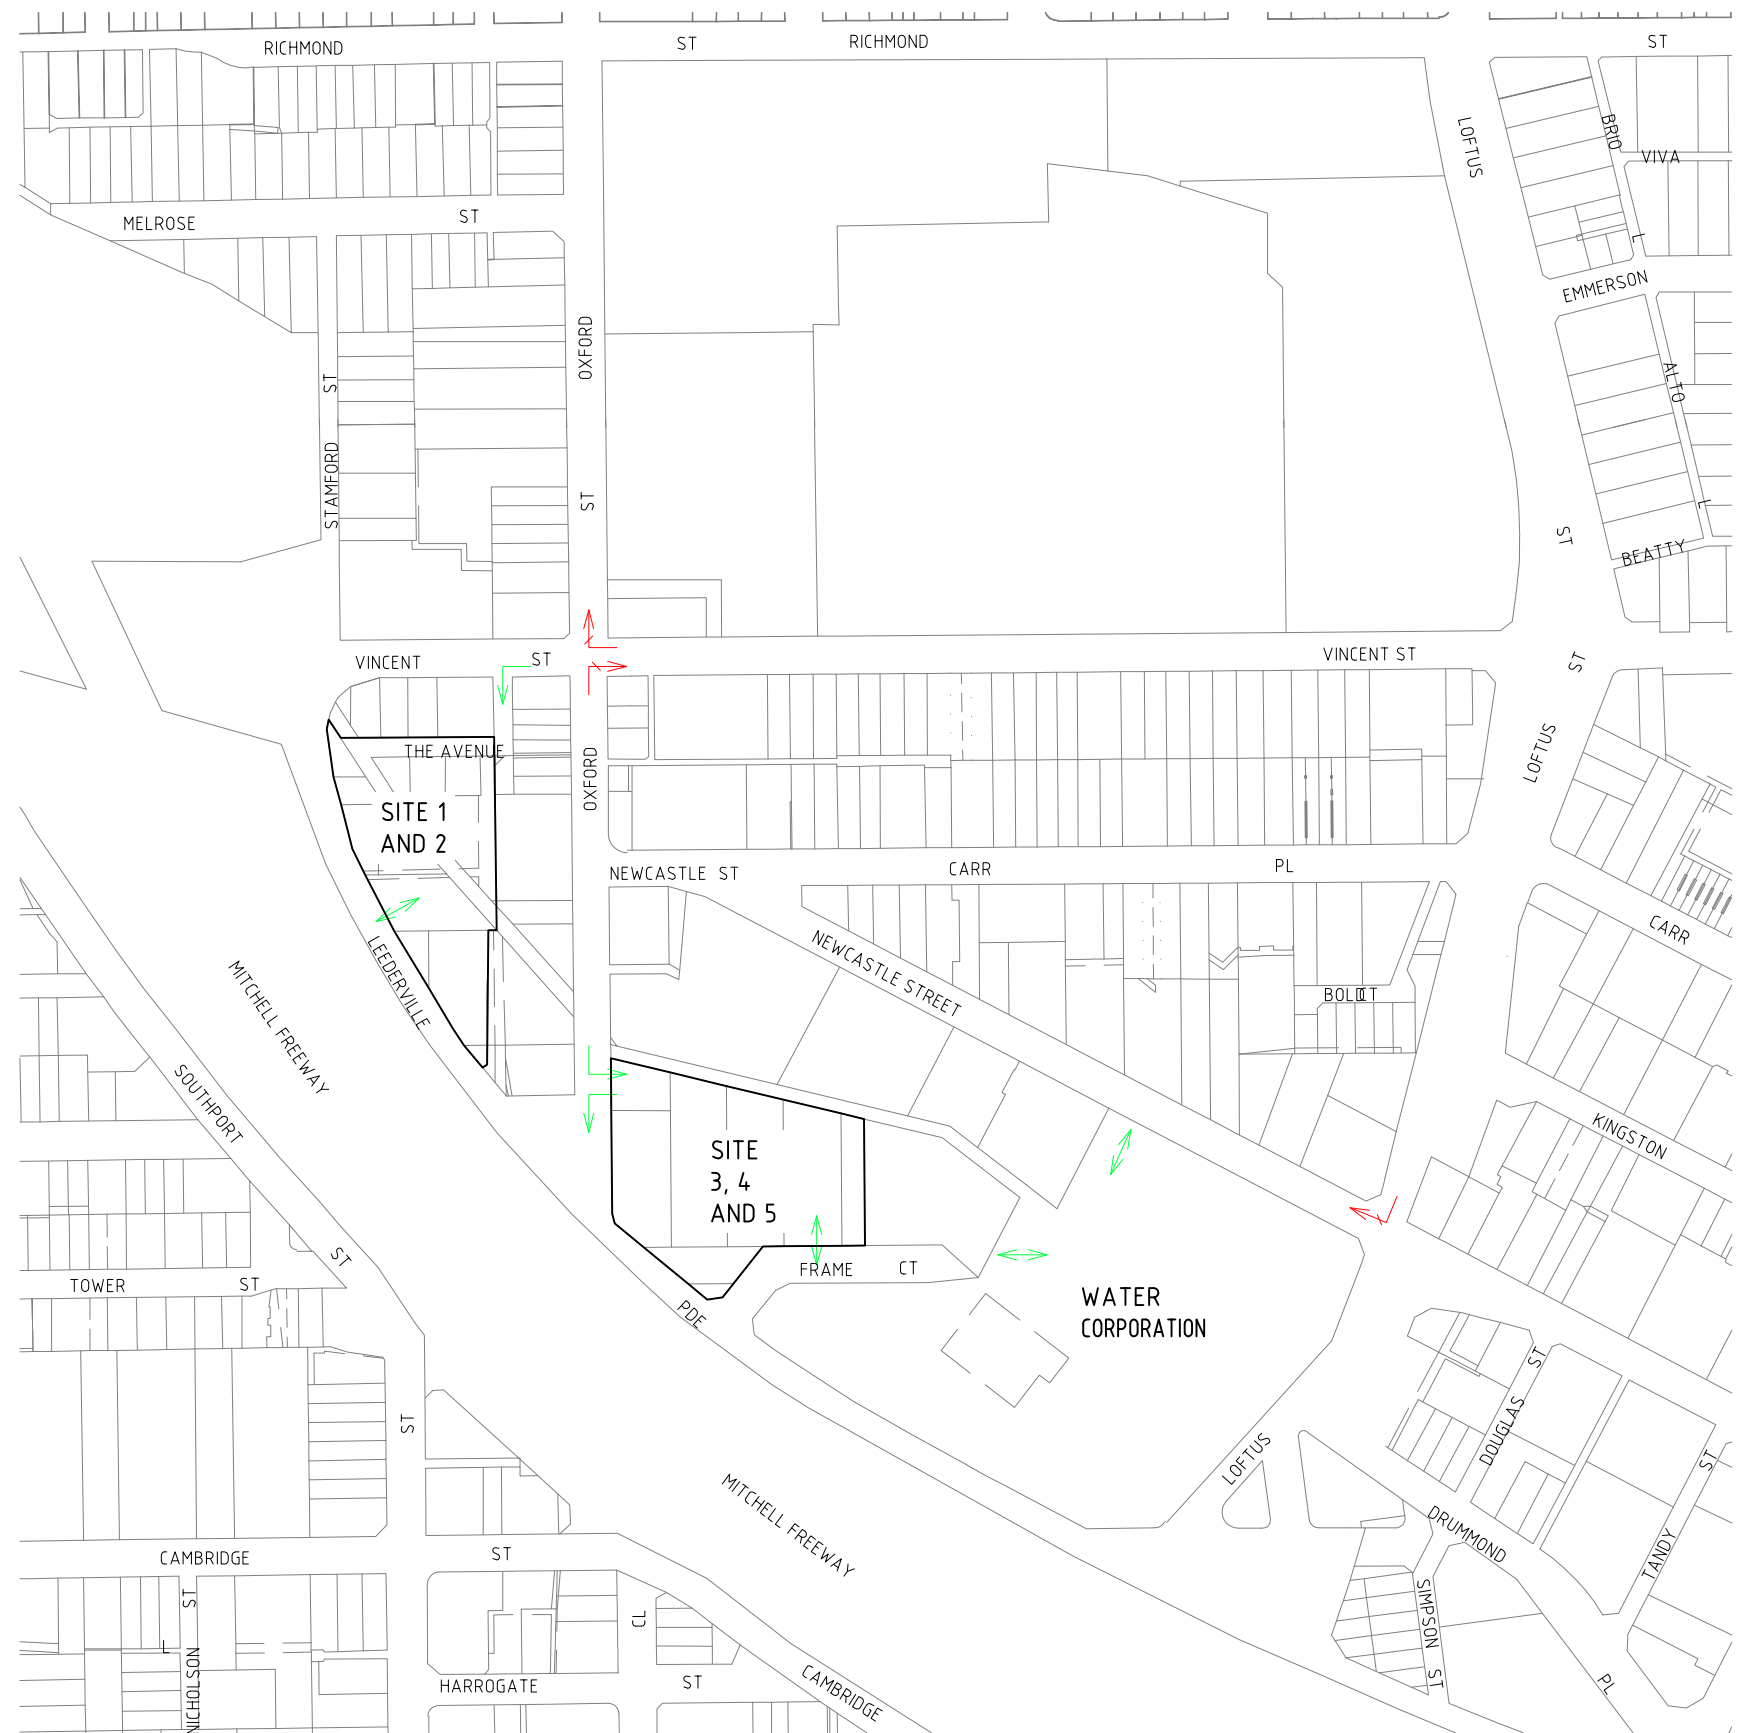 RICHMOND
ST
RICHMOND
ST
LOFTUS
BRIO
VIVA
L
MELROSE
ST
EMMERSON
OXFORD
ST
STAMFORD
ST
ALTO
L
ST
BEATTY
VINCENT
ST
VINCENT ST
ST
LOFTUS
THE AVENUE
OXFORD
SITE 1
AND 2
NEWCASTLE ST
CARR
PL
CARR
NEWCASTLE STREET
LEEDERVILLE
MITCHELL FREEWAY
BOLD
CT
SOUTHPORT
KINGSTON
SITE
3, 4
AND 5
ST
FRAME
CT
TOWER
ST
WATER
CORPORATION
PDE
ST
DOUGLAS
ST
LOFTUS
ST
MITCHELL FREEWAY
DRUMMOND
TANDY
CAMBRIDGE
ST
ST
CL
SIMPSON
ST
L
NICHOLSON
HARROGATE
ST
CAMBRIDGE
PL